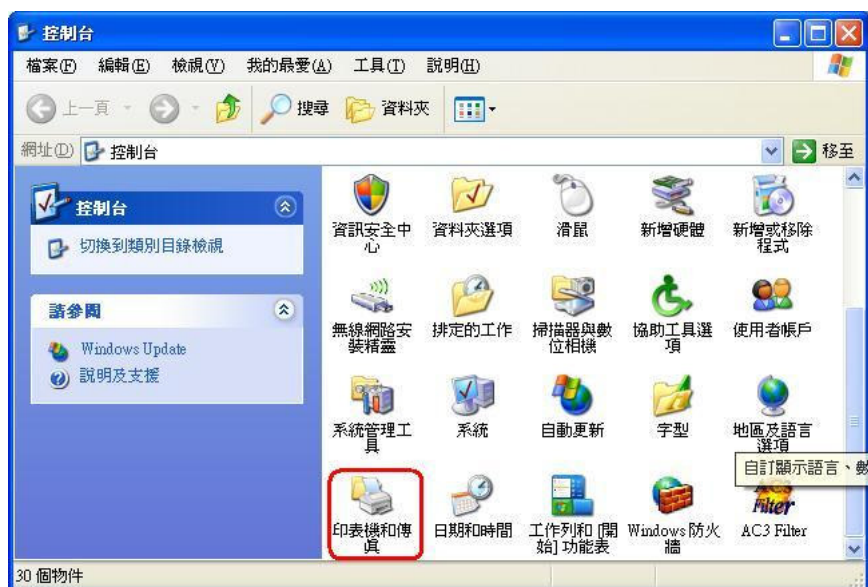 控制台
檔案(F) 編輯(E) 檢視(V) 我的最愛(A) 工具(T) 說明(H)
上一頁 搜尋 資料夾
網址(D) 控制台 移至
控制台
切換到類別目錄檢視
請參閱
Windows Update
說明及支援
資訊安全中
心
資料夾選項
滑鼠
新增硬體
新增或移除
程式
無線網路安
裝精靈
排定的工作
掃描器與數
位相機
協助工具選
項
使用者帳戶
系統管理工
具
系統
自動更新
字型
地區及語言
選項
自訂顯示語言、數
印表機和傳
真
日期和時間
工作列和 [開
始] 功能表
Windows 防火
牆
AC3
Filter
AC3 Filter
30 個物件